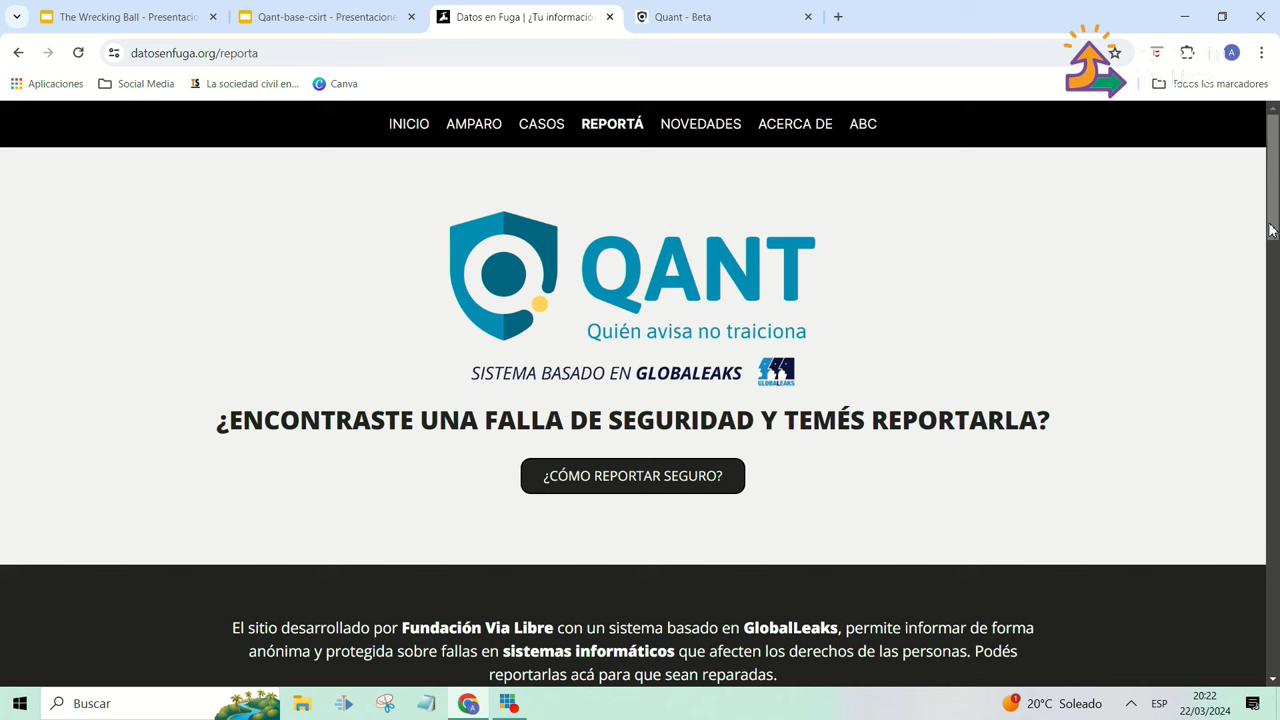 The Wrecking Ball - Presentacio
Qant-base-csirt - Presentacione
Datos en Fuga | ¿Tu informació
Quant - Beta
datosenfuga.org/reporta
Aplicaciones
Social Media
La sociedad civil en...
Canva
Todos los marcadores
INICIO AMPARO CASOS REPORTÁ NOVEDADES ACERCA DE ABC
QANT
Quién avisa no traiciona
SISTEMA BASADO EN GLOBALEAKS
GLOBALEAKS
¿ENCONTRASTE UNA FALLA DE SEGURIDAD Y TEMÉS REPORTARLA?
¿CÓMO REPORTAR SEGURO?
El sitio desarrollado por Fundación Via Libre con un sistema basado en GlobalLeaks, permite informar de forma
anónima y protegida sobre fallas en sistemas informáticos que afecten los derechos de las personas. Podés
reportarlas acá para que sean reparadas.
Buscar
1
20°C Soleado
ESP
20:22
22/03/2024